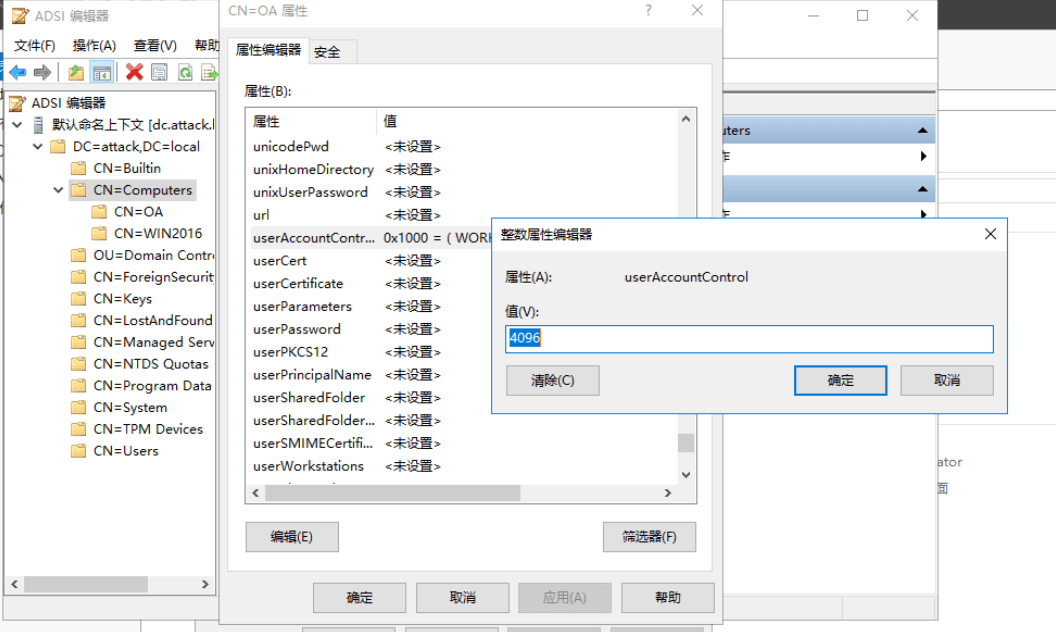 ADSI 编辑器
文件(F) 操作(A) 查看(V) 帮助
ADSI 编辑器
默认命名上下文 [dc.attack.l
DC=attack,DC=local
CN=Builtin
CN=Computers
CN=OA
CN=WIN2016
OU=Domain Contro
CN=ForeignSecurity
CN=Keys
CN=LostAndFound
CN=Managed Serv
CN=NTDS Quotas
CN=Program Data
CN=System
CN=TPM Devices
CN=Users
CN=OA 属性
?
属性编辑器 安全
属性(B):
属性 值
unicodePwd <未设置>
unixHomeDirectory <未设置>
unixUserPassword <未设置>
url <未设置>
userAccountContr... 0x1000 = ( WORK
userCert <未设置>
userCertificate <未设置>
userParameters <未设置>
userPassword <未设置>
userPKCS12 <未设置>
userPrincipalName <未设置>
userSharedFolder <未设置>
userSharedFolder... <未设置>
userSMIMECertifi... <未设置>
userWorkstations <未设置>
编辑(E) 筛选器(F)
确定 取消 应用(A) 帮助
uters
作
作
整数属性编辑器
属性(A): userAccountControl
值(V):
4096
清除(C) 确定 取消
ator
面